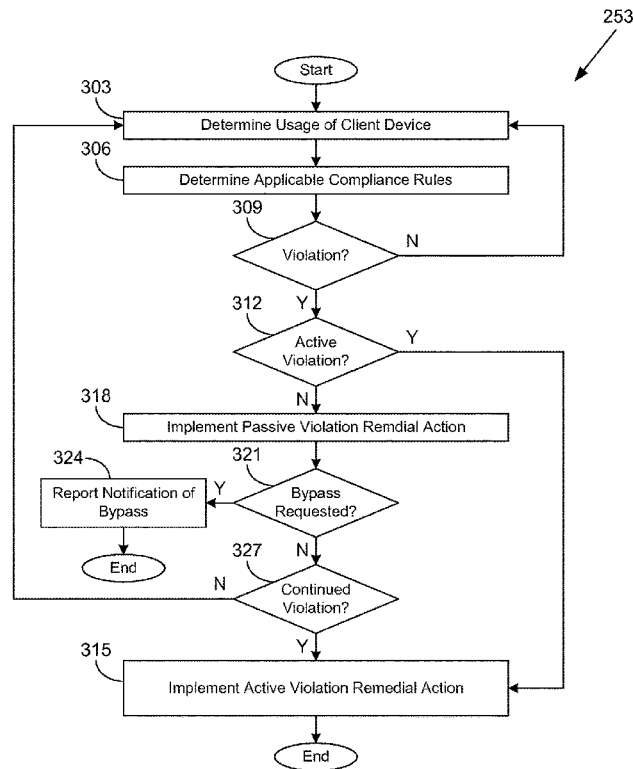 253
Start
303
Determine Usage of Client Device
306
Determine Applicable Compliance Rules
309
Violation?
N
Y
312
Active
Violation?
Y
N
318
Implement Passive Violation Remdial Action
321
324
Report Notification of
Bypass
Y
Bypass
Requested?
N
End
327
N
Continued
Violation?
Y
315
Implement Active Violation Remedial Action
End